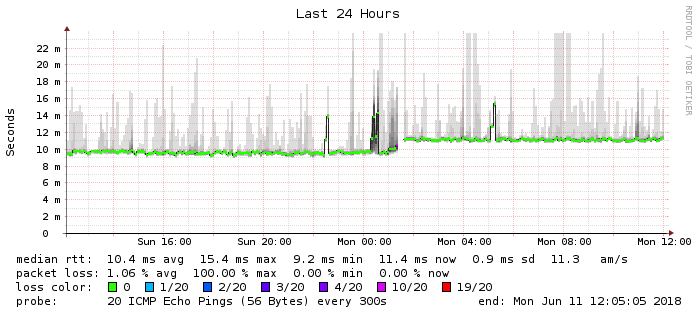 Last 24 Hours
RRDTOOL / TOBI OETIKER
Seconds
22 m
20 m
18 m
16 m
14 m
12 m
10 m
8 m
6 m
4 m
2 m
0
Sun 16:00 Sun 20:00 Mon 00:00 Mon 04:00 Mon 08:00 Mon 12:00
median rtt: 10.4 ms avg 15.4 ms max 9.2 ms min 11.4 ms now 0.9 ms sd 11.3 am/s
packet loss: 1.06 % avg 100.00 % max 0.00 % min 0.00 % now
loss color: 0 1/20 2/20 3/20 4/20 10/20 19/20
probe: 20 ICMP Echo Pings (56 Bytes) every 300s end: Mon Jun 11 12:05:05 2018